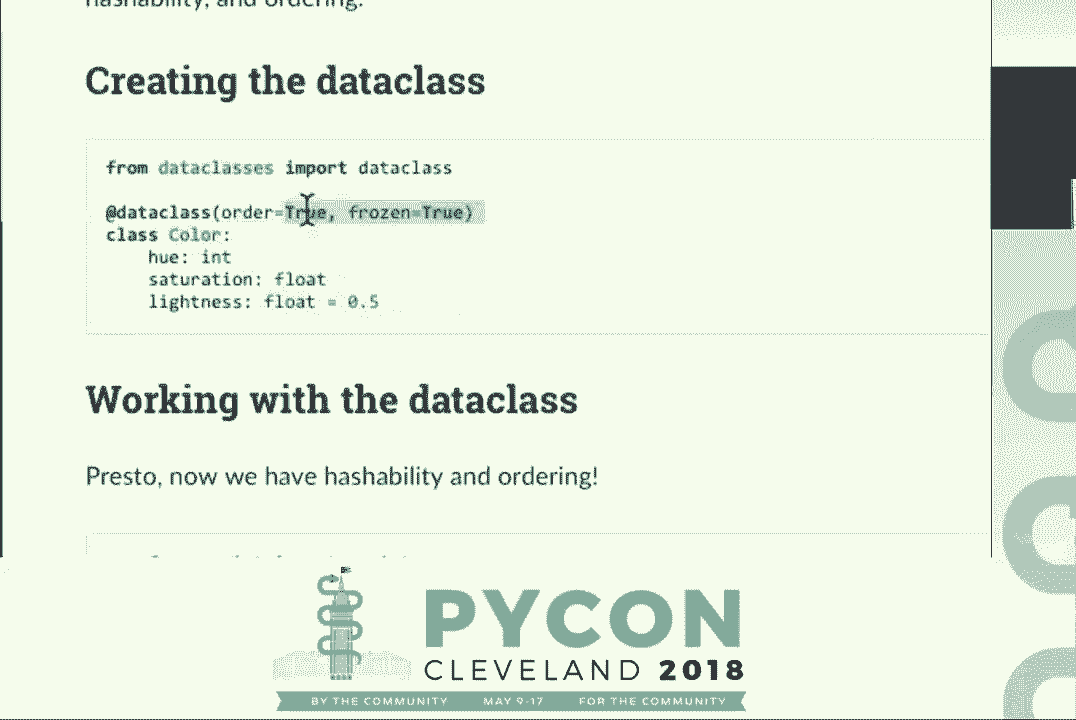 hashability, and ordering.
Creating the dataclass
from dataclasses import dataclass
@dataclass(order=True, frozen=True)
class Color:
hue: int
saturation: float
lightness: float = 0.5
Working with the dataclass
Presto, now we have hashability and ordering!
PYCON
CLEVELAND 2018
BY THE COMMUNITY MAY 9-17 FOR THE COMMUNITY